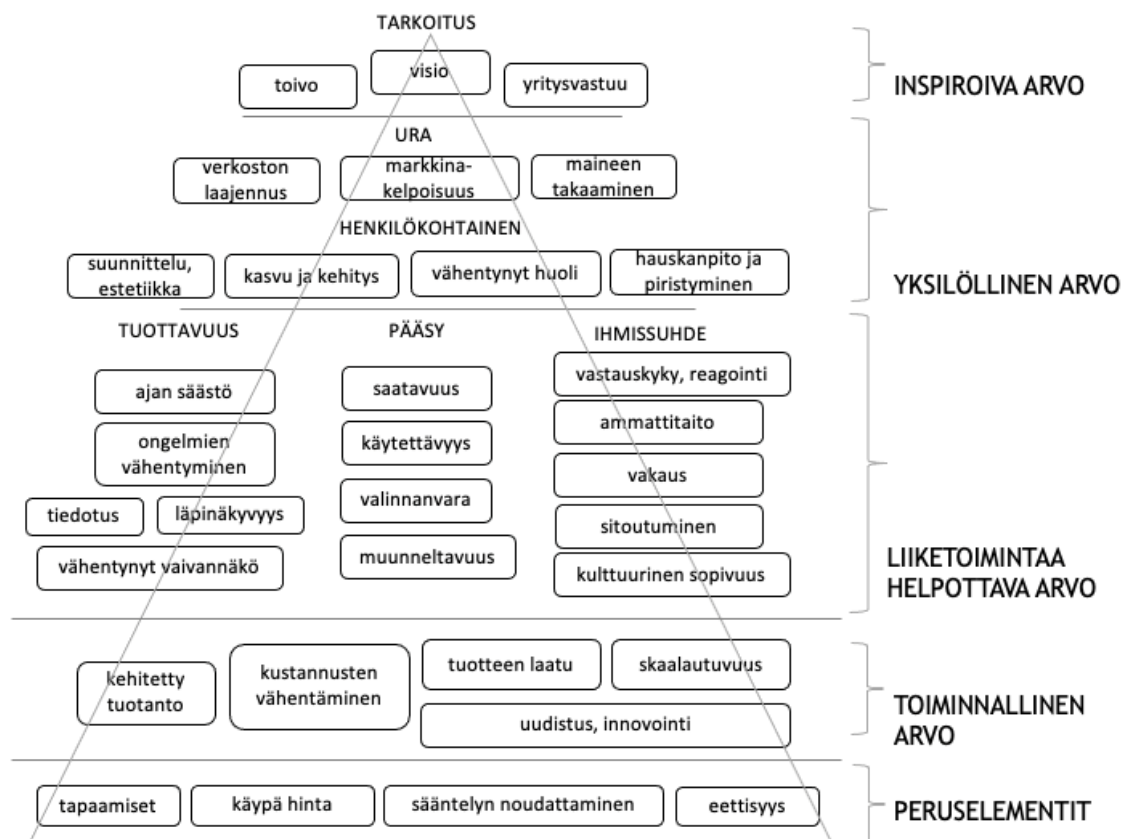 TARKOITUS
toivo
visio
yritysvastuu
INSPIROIVA ARVO
URA
verkoston
laajennus
markkina-
kelpoisuus
maineen
takaaminen
HENKILÖKOHTAINEN
suunnittelu,
estetiikka
kasvu ja kehitys
vähentynyt huoli
hauskanpito ja
piristyminen
YKSILÖLLINEN ARVO
TUOTTAVUUS
ajan säästö
ongelmien
vähentyminen
tiedotus
läpinäkyvyys
vähentynyt vaivannäkö
PÄÄSY
saatavuus
käytettävyys
valinnanvara
muunneltavuus
IHMISSUHDE
vastauskyky, reagointi
ammattitaito
vakaus
sitoutuminen
kulttuurinen sopivuus
LIIKETOIMINTAA
HELPOTTAVA ARVO
kehitetty
tuotanto
kustannusten
vähentäminen
tuotteen laatu
skaalautuvuus
uudistus, innovointi
TOIMINNALLINEN
ARVO
tapaamiset
käypä hinta
sääntelyn noudattaminen
eettisyys
PERUSELEMENTIT